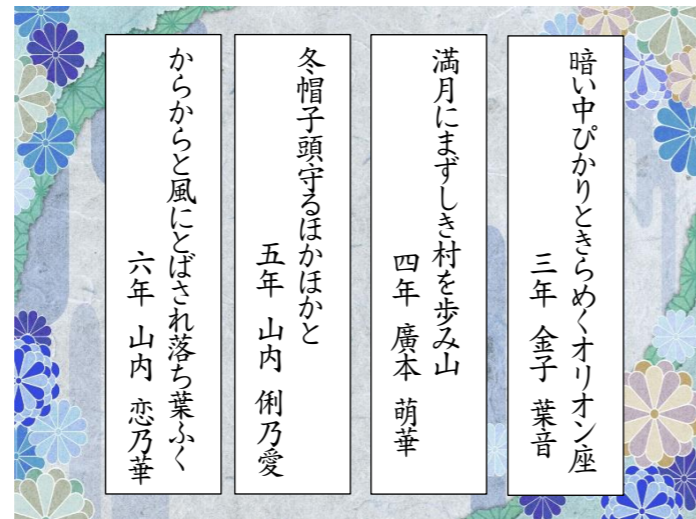 暗い中ぴかりときらめくオリオン座
三年 金子 葉音
満月にまずしき村を歩み山
四年 廣本 萌華
冬帽子頭守るほかほかと
五年 山内 俐乃愛
からからと風にとばされ落ち葉ふく
六年 山内 恋乃華